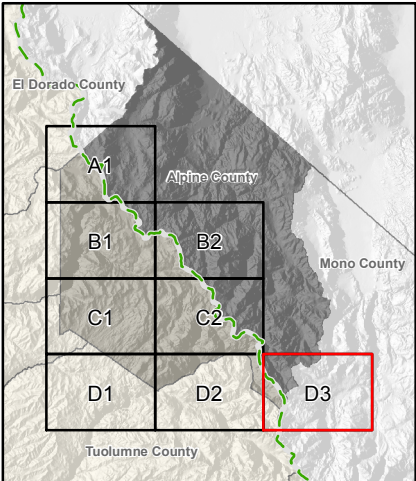 El Dorado County
A1
Alpine County
B1
B2
Mono County
C1
C2
D1
D2
D3
Tuolumne County